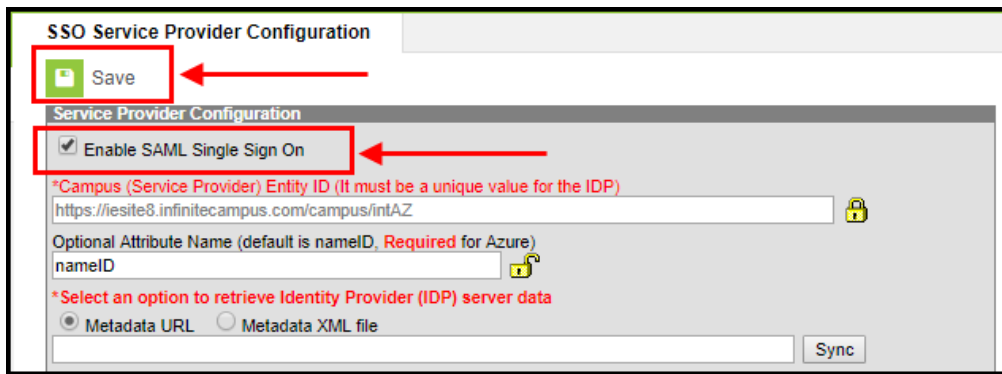 SSO Service Provider Configuration
Save
Service Provider Configuration
Enable SAML Single Sign On
*Campus (Service Provider) Entity ID (It must be a unique value for the IDP)
https://iesite8.infinitecampus.com/campus/intAZ
Optional Attribute Name (default is nameID, Required for Azure)
nameID
*Select an option to retrieve Identity Provider (IDP) server data
Metadata URL Metadata XML file
Sync